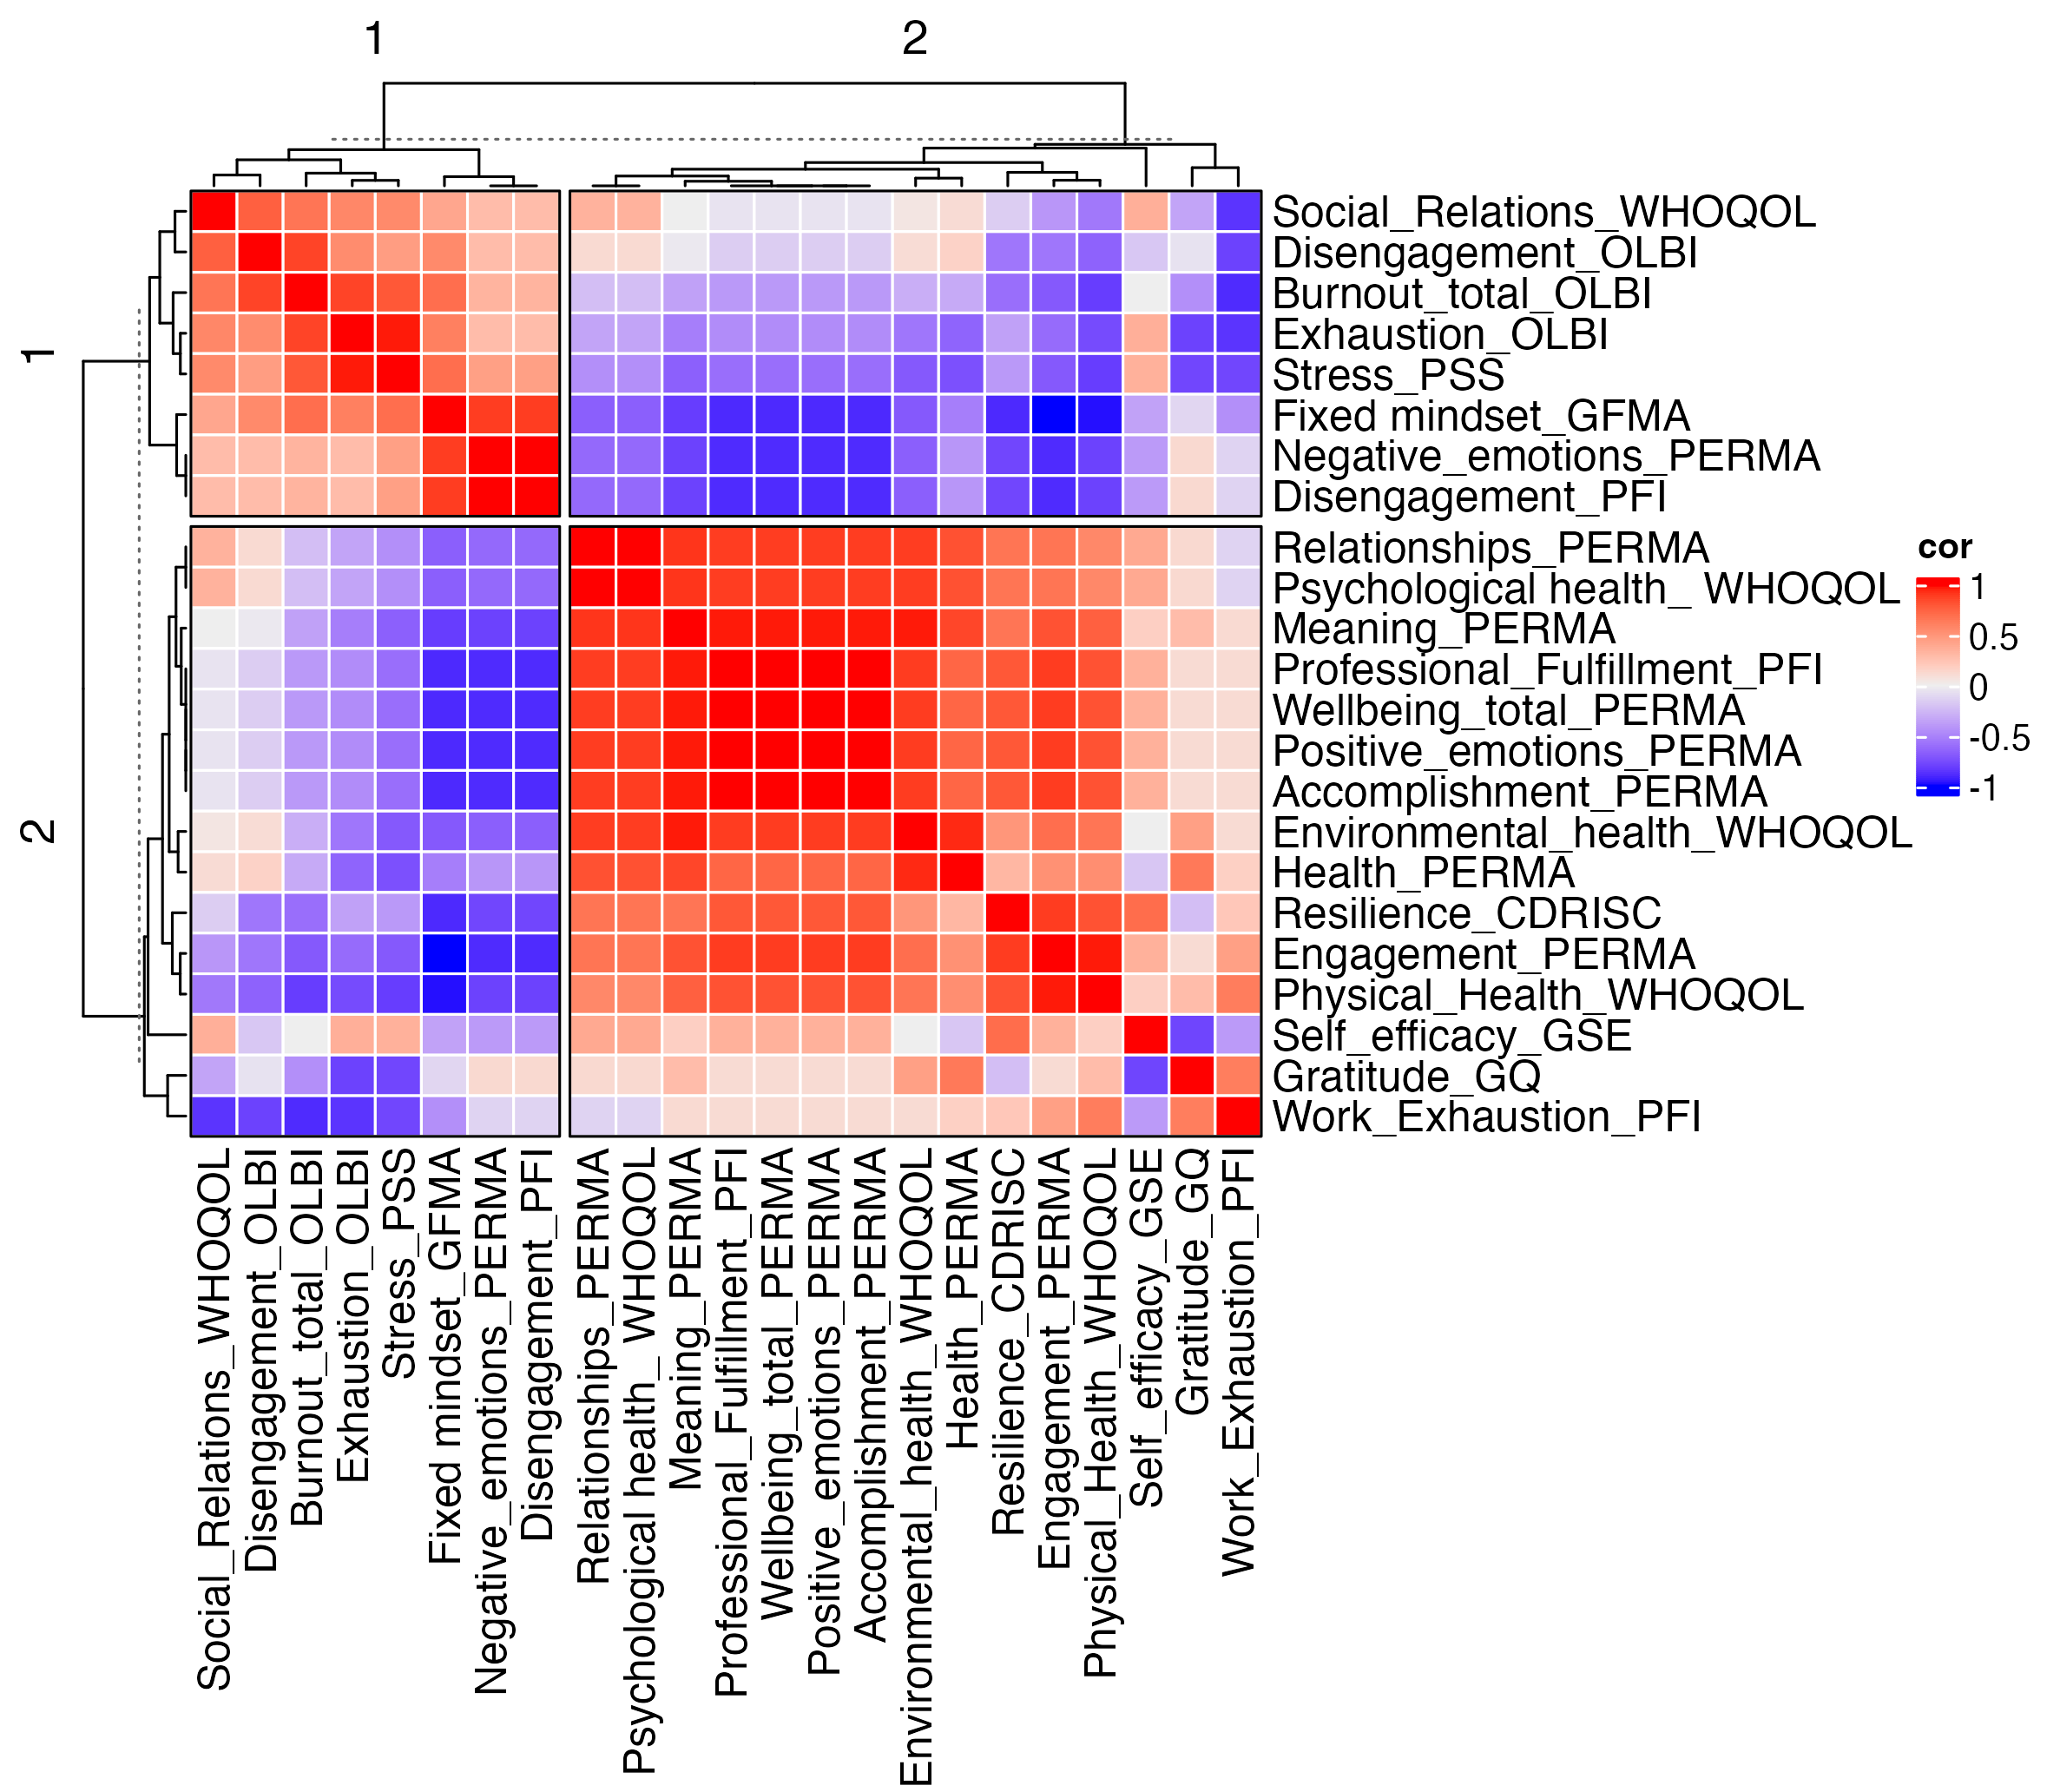 1
2
1
2
Social_Relations_WHOQOL
Disengagement_OLBI
Burnout_total_OLBI
Exhaustion_OLBI
Stress_PSS
Fixed mindset_GFMA
Negative_emotions_PERMA
Disengagement_PFI
Relationships_PERMA
Psychological health_ WHOQOL
Meaning_PERMA
Professional_Fulfillment_PFI
Wellbeing_total_PERMA
Positive_emotions_PERMA
Accomplishment_PERMA
Environmental_health_WHOQOL
Health_PERMA
Resilience_CDRISC
Engagement_PERMA
Physical_Health_WHOQOL
Self_efficacy_GSE
Gratitude_GQ
Work_Exhaustion_PFI
cor
1
0.5
0
-0.5
-1
Social_Relations_WHOQOL
Disengagement_OLBI
Burnout_total_OLBI
Exhaustion_OLBI
Stress_PSS
Fixed mindset_GFMA
Negative_emotions_PERMA
Disengagement_PFI
Relationships_PERMA
Psychological health_ WHOQOL
Meaning_PERMA
Professional_Fulfillment_PFI
Wellbeing_total_PERMA
Positive_emotions_PERMA
Accomplishment_PERMA
Environmental_health_WHOQOL
Health_PERMA
Resilience_CDRISC
Engagement_PERMA
Physical_Health_WHOQOL
Self_efficacy_GSE
Gratitude_GQ
Work_Exhaustion_PFI